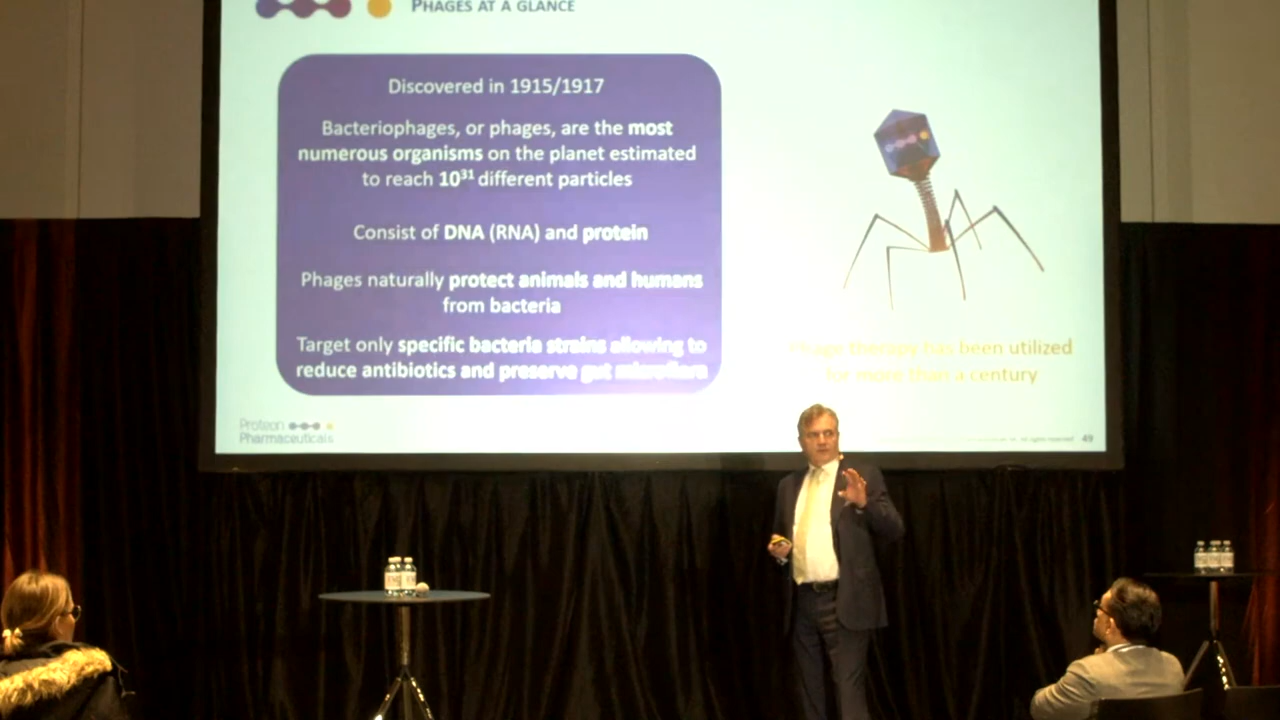 PHAGES AT A GLANCE
Discovered in 1915/1917
Bacteriophages, or phages, are the most
numerous organisms on the planet estimated
to reach 10³¹ different particles
Consist of DNA (RNA) and protein
Phages naturally protect animals and humans
from bacteria
Target only specific bacteria strains allowing to
reduce antibiotics and preserve gut microflora
Phage therapy has been utilized
for more than a century
Proteon
Pharmaceuticals
All rights reserved 49